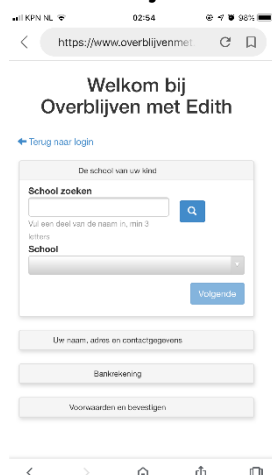 KPN NL 02:54 98%
https://www.overblijvenmet
Welkom bij
Overblijven met Edith
Terug naar login
De school van uw kind
School zoeken
Vul een deel van de naam in, min 3
letters
School
Volgende
Uw naam, adres en contactgegevens
Bankrekening
Voorwaarden en bevestigen